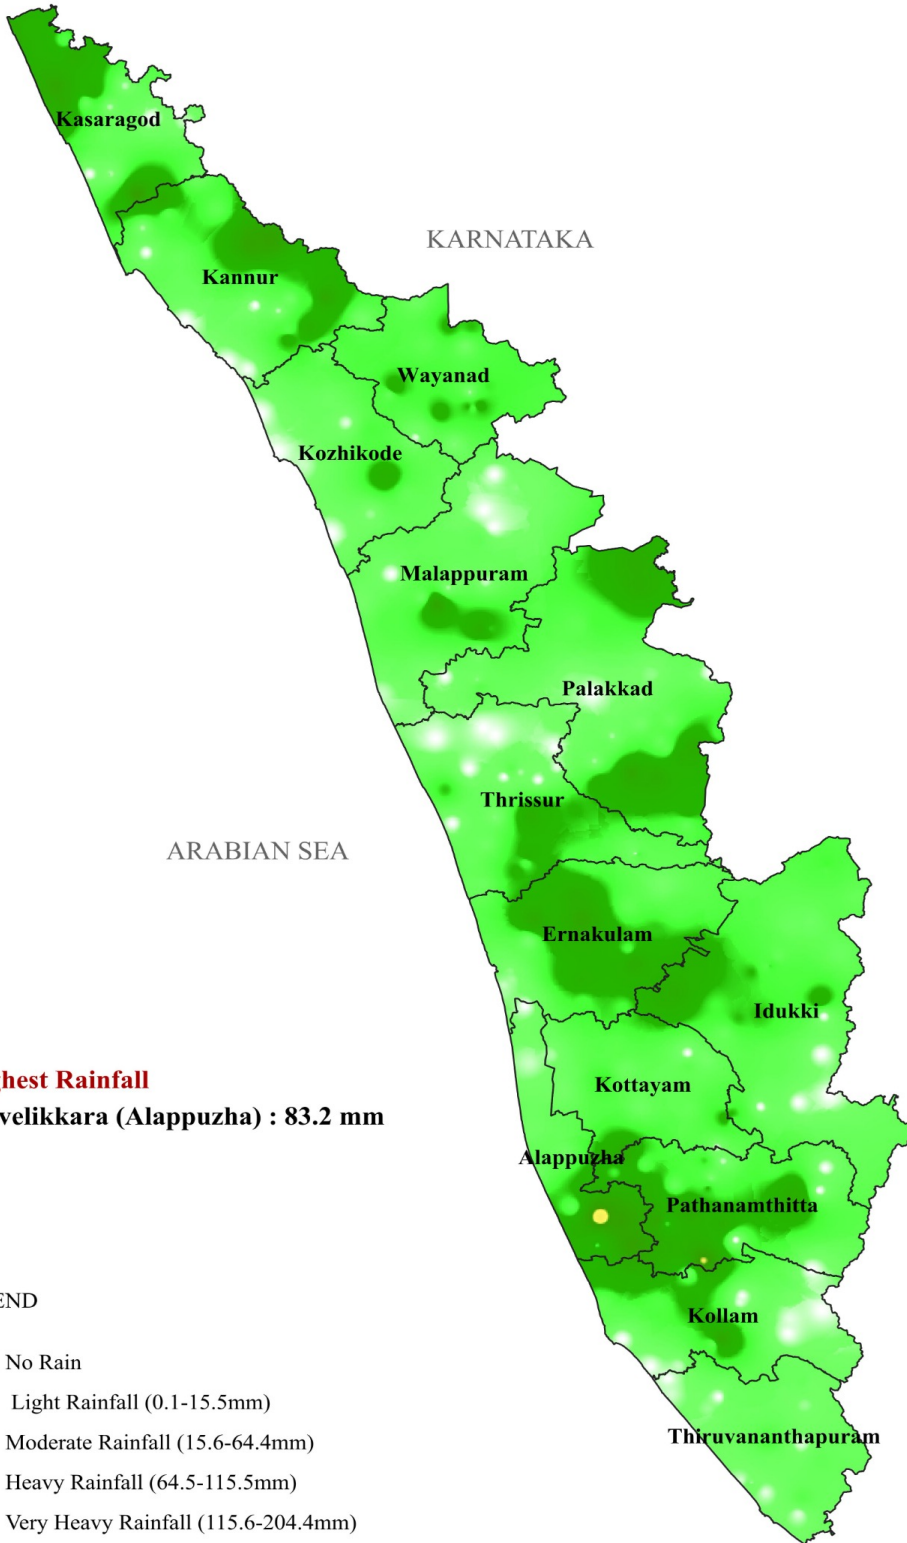 Kasaragod
KARNATAKA
Kannur
Wayanad
Kozhikode
Malappuram
Palakkad
Thrissur
ARABIAN SEA
Ernakulam
Idukki
ghest Rainfall
Kottayam
velikkara (Alappuzha) : 83.2 mm
Alappuzha
Pathanamthitta
END
Kollam
No Rain
Light Rainfall (0.1-15.5mm)
Moderate Rainfall (15.6-64.4mm)
Thiruvananthapuram
Heavy Rainfall (64.5-115.5mm)
Very Heavy Rainfall (115.6-204.4mm)